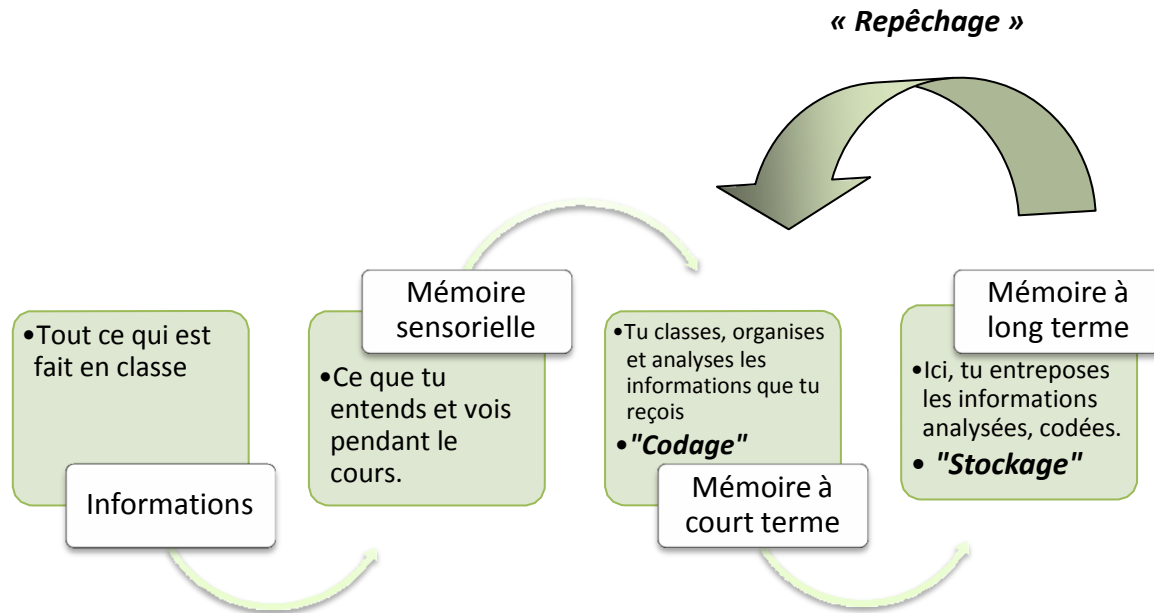 « Repêchage »
•Tout ce qui est
fait en classe
Informations
Mémoire
sensorielle
•Ce que tu
entends et vois
pendant le
cours.
•Tu classes, organises
et analyses les
informations que tu
reçois
•"Codage"
Mémoire à
court terme
Mémoire à
long terme
•Ici, tu entreposes
les informations
analysées, codées.
• "Stockage"